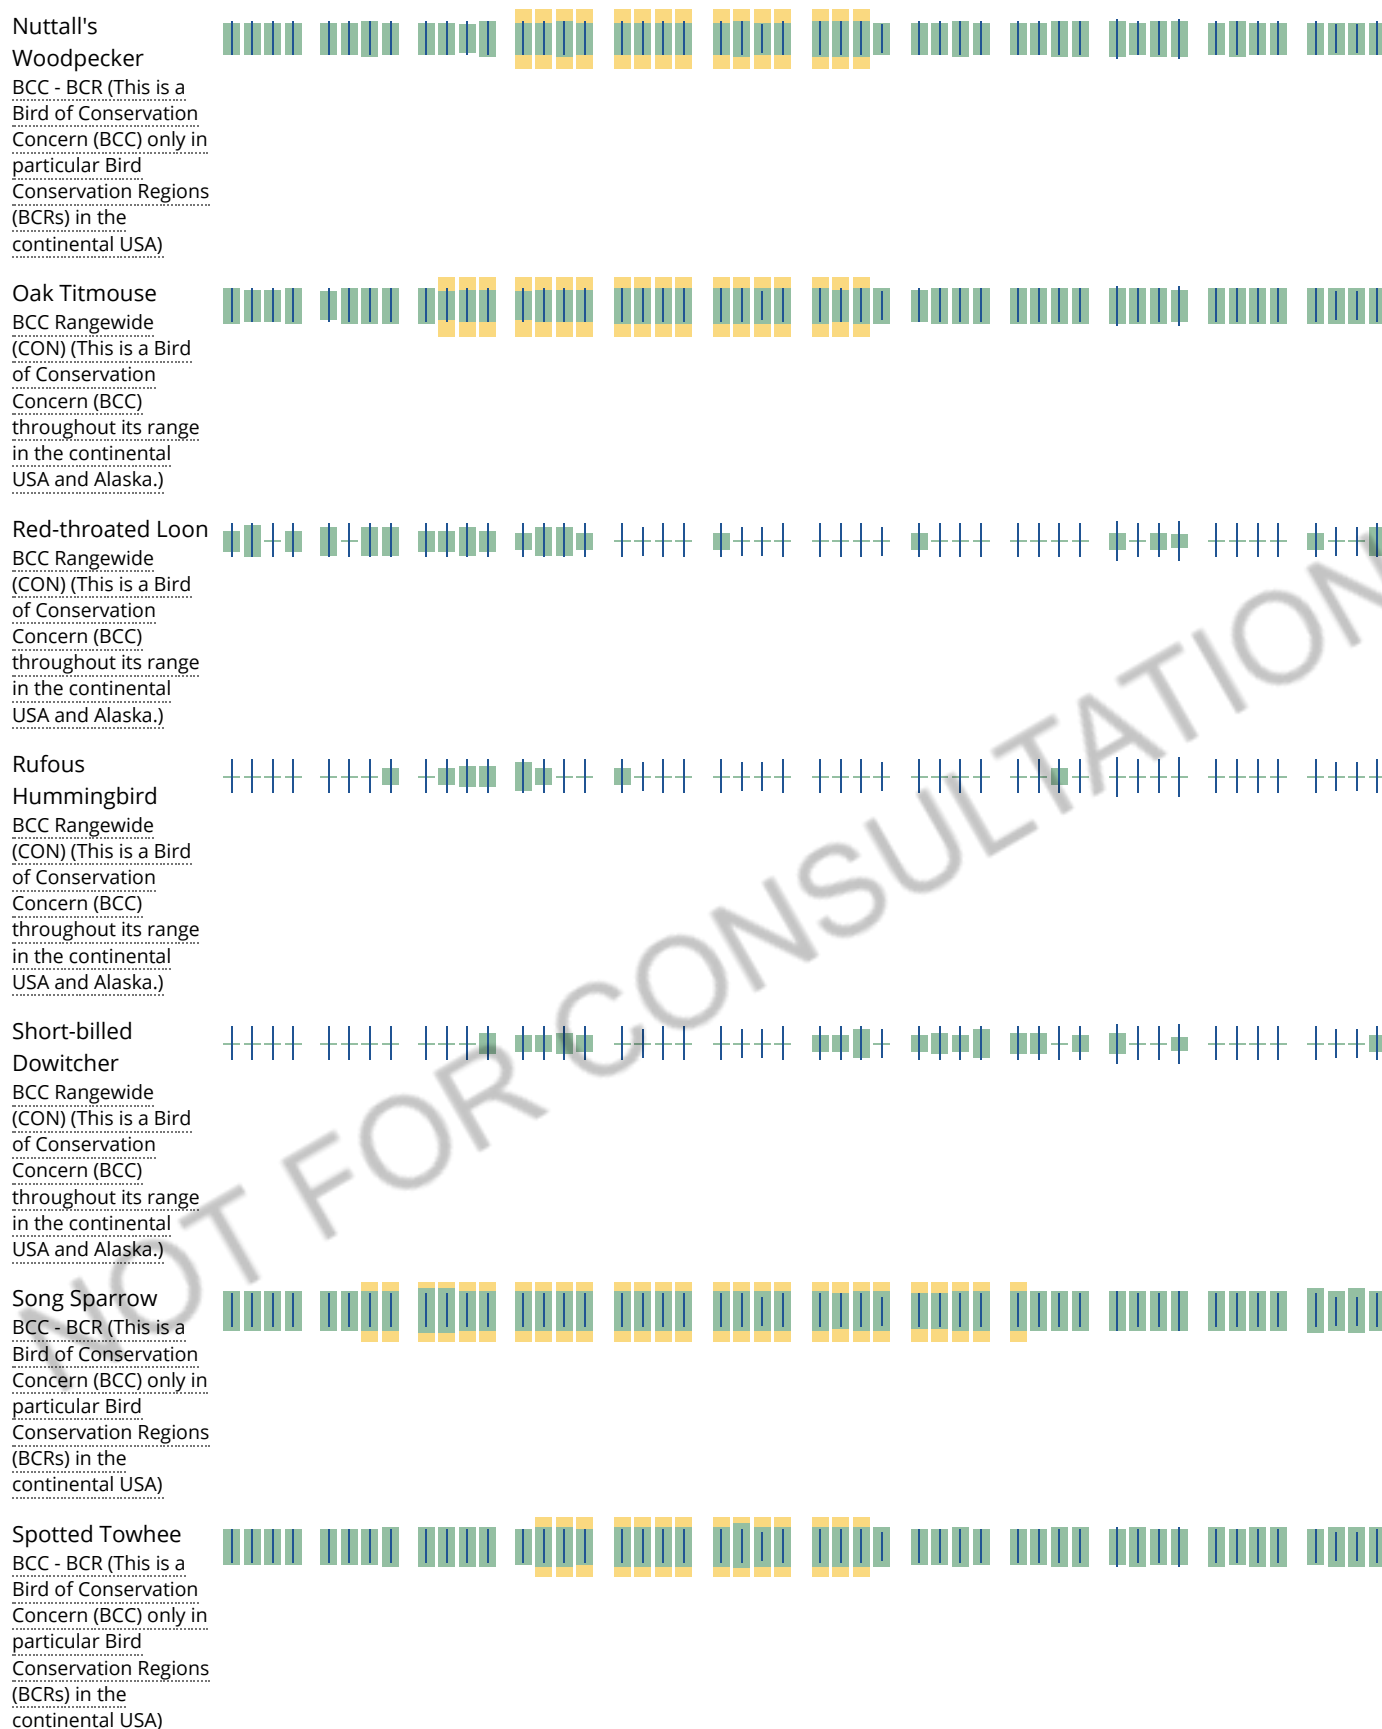 Nuttall's
Woodpecker
BCC - BCR (This is a
Bird of Conservation
Concern (BCC) only in
particular Bird
Conservation Regions
(BCRs) in the
continental USA)
Oak Titmouse
BCC Rangewide
(CON) (This is a Bird
of Conservation
Concern (BCC)
throughout its range
in the continental
USA and Alaska.)
Red-throated Loon
BCC Rangewide
(CON) (This is a Bird
of Conservation
Concern (BCC)
throughout its range
in the continental
USA and Alaska.)
Rufous
Hummingbird
BCC Rangewide
(CON) (This is a Bird
of Conservation
Concern (BCC)
throughout its range
in the continental
USA and Alaska.)
Short-billed
Dowitcher
BCC Rangewide
(CON) (This is a Bird
of Conservation
Concern (BCC)
throughout its range
in the continental
USA and Alaska.)
Song Sparrow
BCC - BCR (This is a
Bird of Conservation
Concern (BCC) only in
particular Bird
Conservation Regions
(BCRs) in the
continental USA)
Spotted Towhee
BCC - BCR (This is a
Bird of Conservation
Concern (BCC) only in
particular Bird
Conservation Regions
(BCRs) in the
continental USA)
NOT FOR CONSULTATION